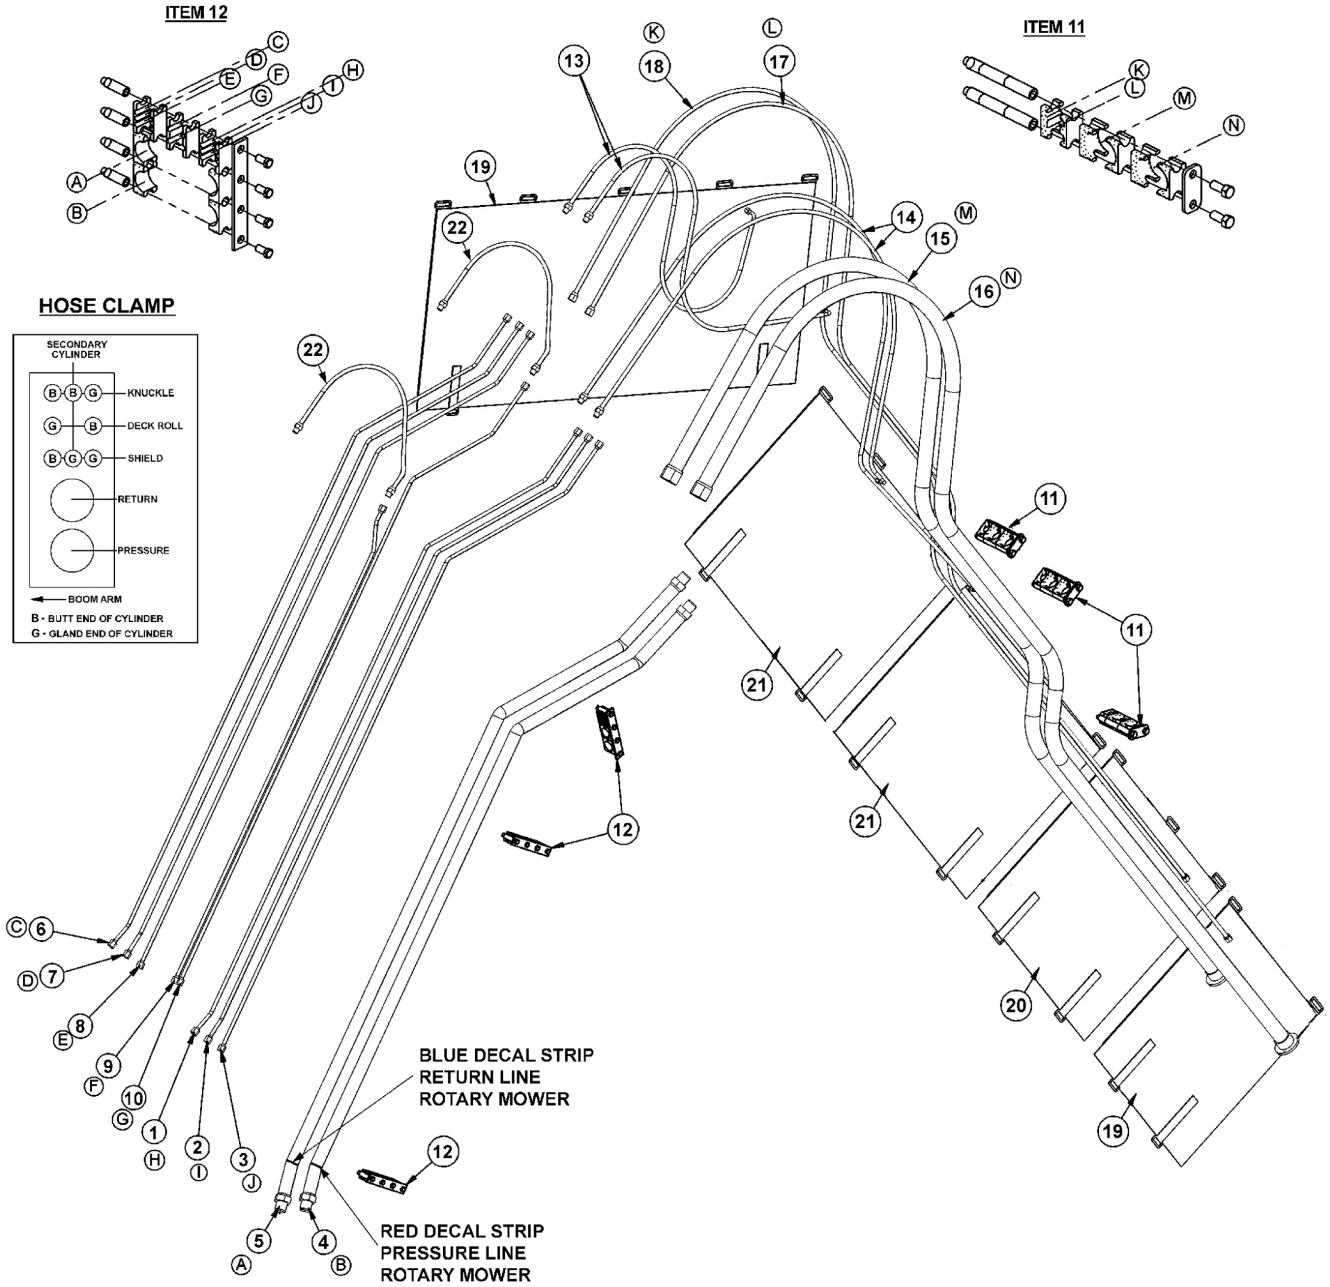 ITEM 12
C
D
E
F
G
H
I
J
A
B
ITEM 11
K
L
M
N
K
18
L
17
13
19
22
14
M
15
16
N
22
HOSE CLAMP
SECONDARY
CYLINDER
B B G KNUCKLE
G B DECK ROLL
B G G SHIELD
RETURN
PRESSURE
BOOM ARM
B - BUTT END OF CYLINDER
G - GLAND END OF CYLINDER
11
11
21
21
12
20
19
C 6
D 7
E 8
F 9
G 10
1
H
2
I
3
J
BLUE DECAL STRIP
RETURN LINE
ROTARY MOWER
12
5
A
4
B
RED DECAL STRIP
PRESSURE LINE
ROTARY MOWER